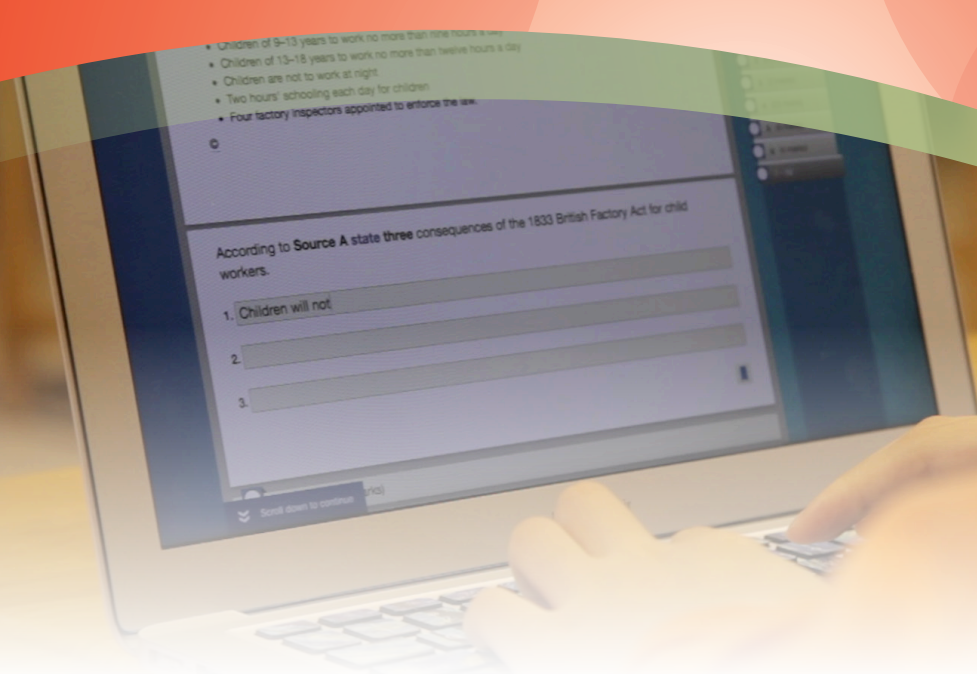 • Children of 9–13 years to work no more than nine hours a day
• Children of 13–18 years to work no more than twelve hours a day
• Children are not to work at night
• Two hours' schooling each day for children
• Four factory inspectors appointed to enforce the law.
©
According to Source A state three consequences of the 1833 British Factory Act for child
workers.
1. Children will not
2.
3.
Scroll down to continue